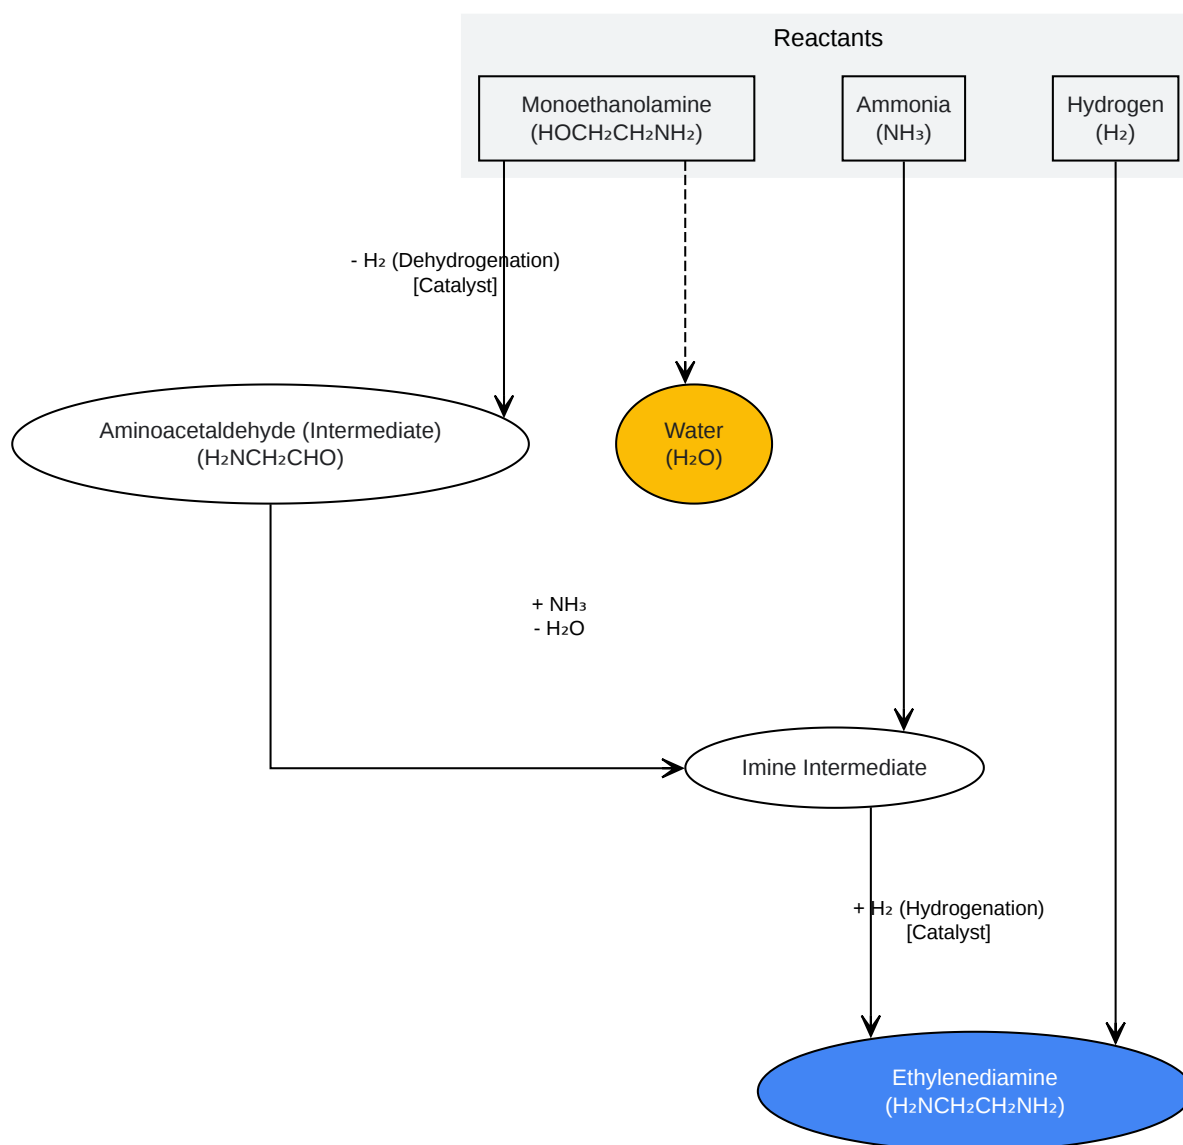 Reactants
Monoethanolamine
(HOCH₂CH₂NH₂)
Ammonia
(NH₃)
Hydrogen
(H₂)
- H₂ (Dehydrogenation)
[Catalyst]
Aminoacetaldehyde (Intermediate)
(H₂NCH₂CHO)
Water
(H₂O)
+ NH₃
- H₂O
Imine Intermediate
+ H₂ (Hydrogenation)
[Catalyst]
Ethylenediamine
(H₂NCH₂CH₂NH₂)